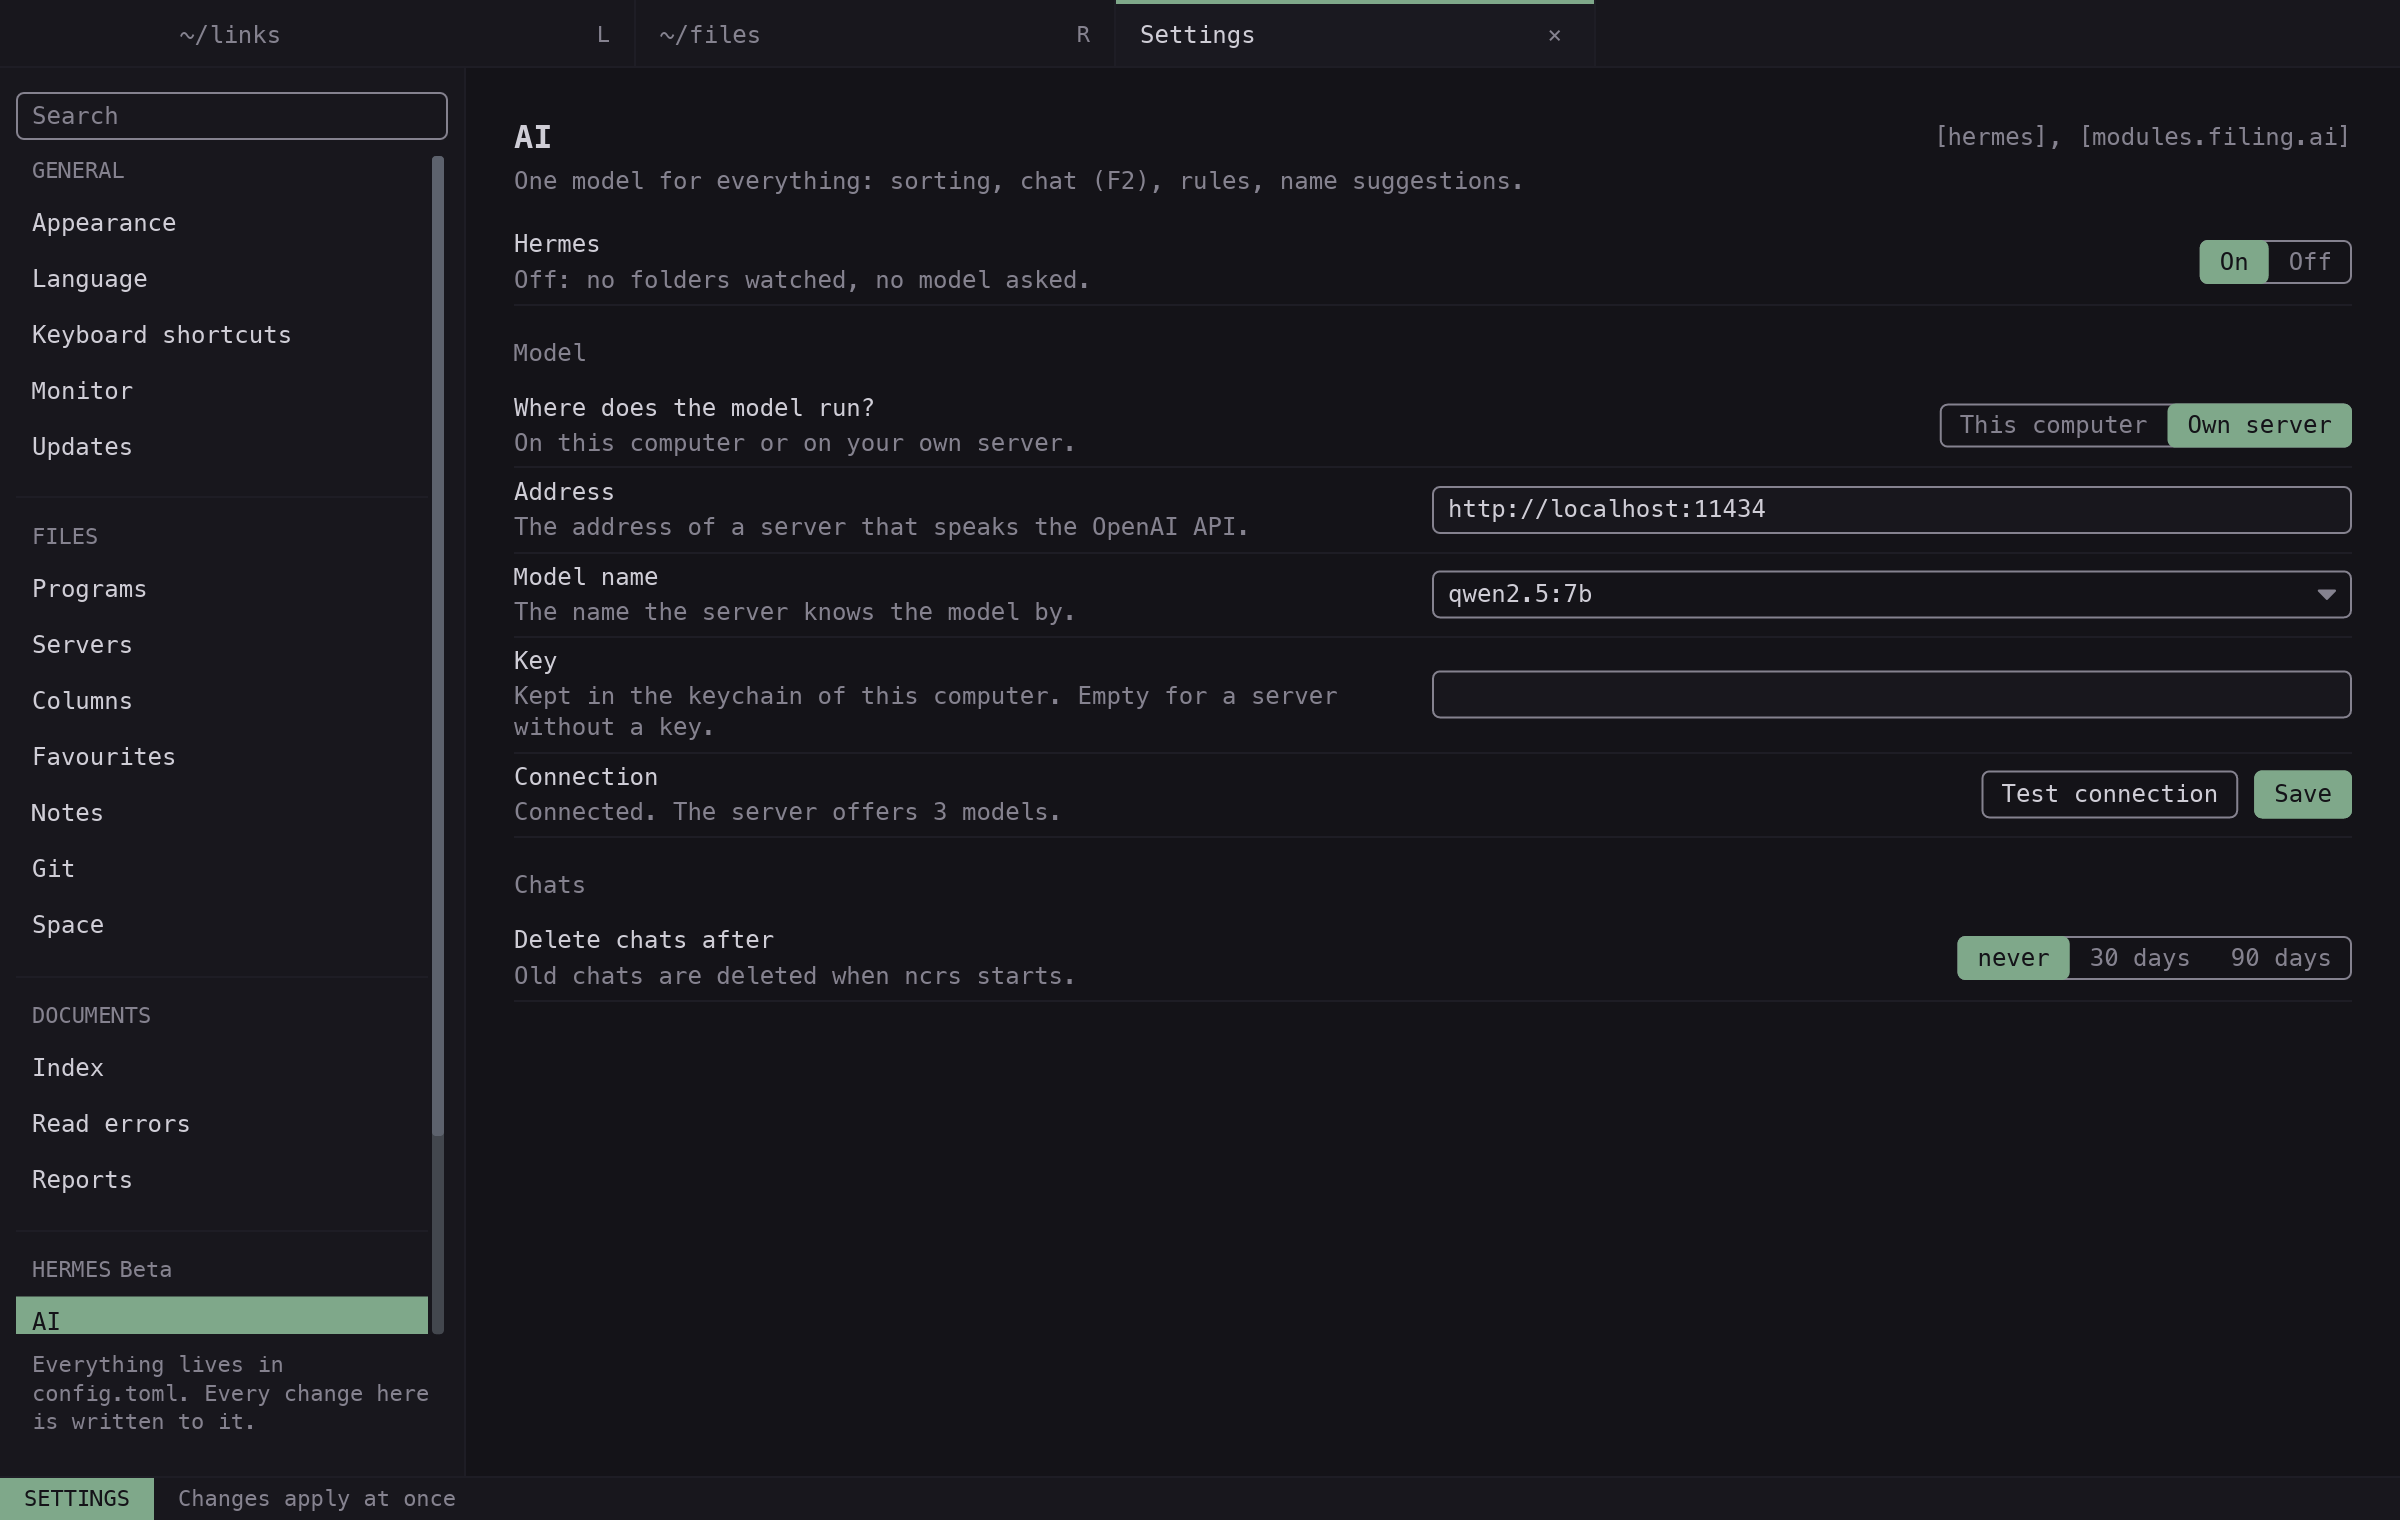 ~/links L ~/files R Settings ×
Search
GENERAL
Appearance
Language
Keyboard shortcuts
Monitor
Updates
FILES
Programs
Servers
Columns
Favourites
Notes
Git
Space
DOCUMENTS
Index
Read errors
Reports
HERMES Beta
AI
Everything lives in
config.toml. Every change here
is written to it.
AI [hermes], [modules.filing.ai]
One model for everything: sorting, chat (F2), rules, name suggestions.
Hermes
Off: no folders watched, no model asked.
On Off
Model
Where does the model run?
On this computer or on your own server.
This computer Own server
Address
The address of a server that speaks the OpenAI API.
http://localhost:11434
Model name
The name the server knows the model by.
qwen2.5:7b
Key
Kept in the keychain of this computer. Empty for a server
without a key.
Connection
Connected. The server offers 3 models.
Test connection Save
Chats
Delete chats after
Old chats are deleted when ncrs starts.
never 30 days 90 days
SETTINGS Changes apply at once